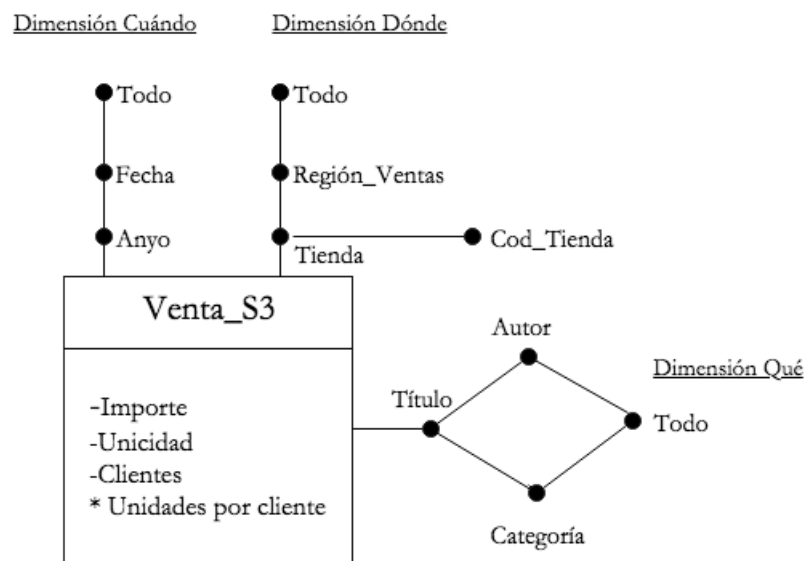 Dimensión Cuándo
Dimensión Dónde
Todo
Todo
Fecha
Región_Ventas
Anyo
Tienda
Cod_Tienda
Venta_S3
-Importe
-Unicidad
-Clientes
* Unidades por cliente
Autor
Dimensión Qué
Título
Todo
Categoría